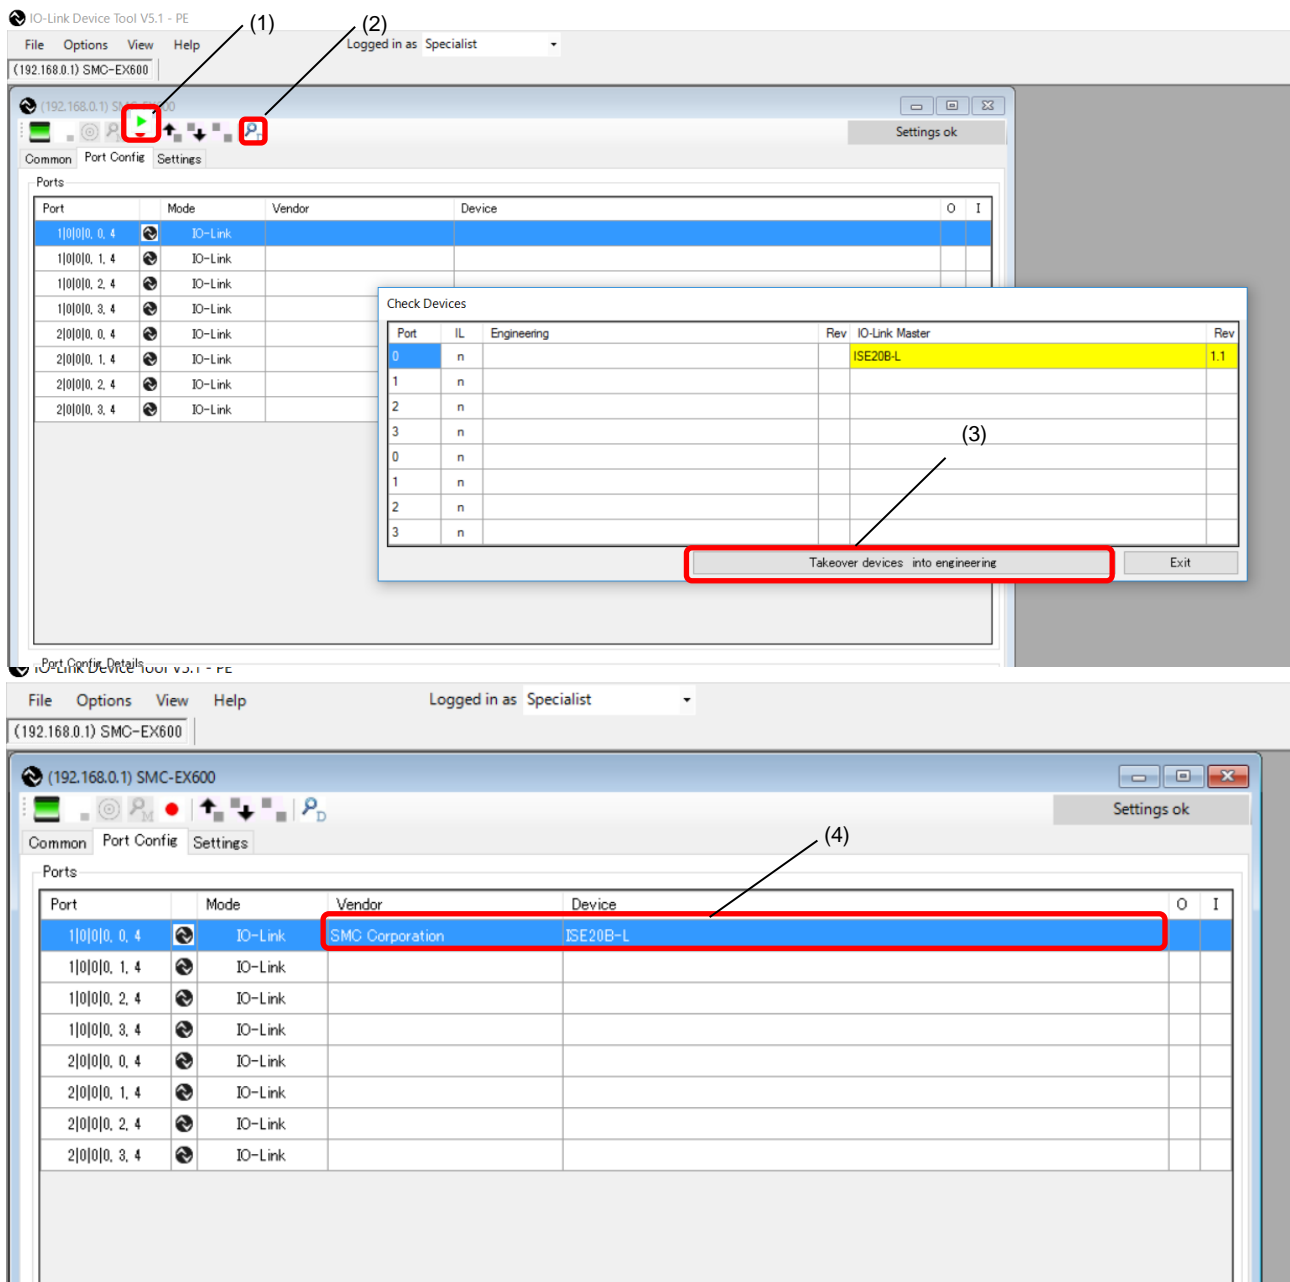 IO-Link Device Tool V5.1 - PE
(1)
(2)
File Options View Help Logged in as Specialist
(192.168.0.1) SMC-EX600
(192.168.0.1) SM
Settings ok
Common Port Config Settings
Ports
Port Mode Vendor Device O I
1|0|0|0, 0, 4 IO-Link
1|0|0|0, 1, 4 IO-Link
1|0|0|0, 2, 4 IO-Link
1|0|0|0, 3, 4 IO-Link
2|0|0|0, 0, 4 IO-Link
2|0|0|0, 1, 4 IO-Link
2|0|0|0, 2, 4 IO-Link
2|0|0|0, 3, 4 IO-Link
Check Devices
Port IL Engineering Rev IO-Link Master Rev
0 n ISE20B-L 1.1
1 n
2 n
3 n
0 n
1 n
2 n
3 n
(3)
Takeover devices into engineering Exit
Port Config Details
IO-Link Device Tool V5.1 - PE
File Options View Help Logged in as Specialist
(192.168.0.1) SMC-EX600
(192.168.0.1) SMC-EX600
M D Settings ok
Common Port Config Settings
(4)
Ports
Port Mode Vendor Device O I
1|0|0|0, 0, 4 IO-Link SMC Corporation ISE20B-L
1|0|0|0, 1, 4 IO-Link
1|0|0|0, 2, 4 IO-Link
1|0|0|0, 3, 4 IO-Link
2|0|0|0, 0, 4 IO-Link
2|0|0|0, 1, 4 IO-Link
2|0|0|0, 2, 4 IO-Link
2|0|0|0, 3, 4 IO-Link